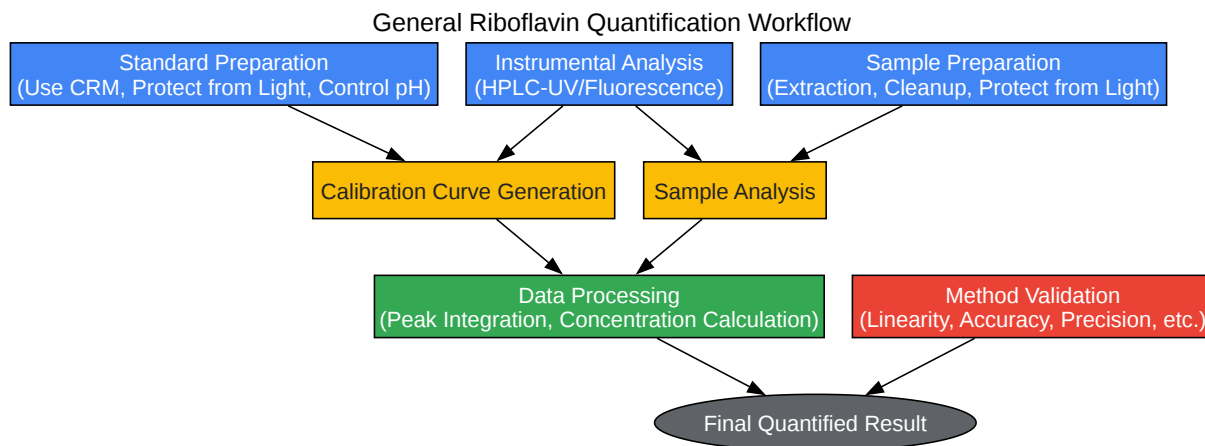 General Riboflavin Quantification Workflow
Standard Preparation
(Use CRM, Protect from Light, Control pH)
Instrumental Analysis
(HPLC-UV/Fluorescence)
Sample Preparation
(Extraction, Cleanup, Protect from Light)
Calibration Curve Generation
Sample Analysis
Data Processing
(Peak Integration, Concentration Calculation)
Method Validation
(Linearity, Accuracy, Precision, etc.)
Final Quantified Result